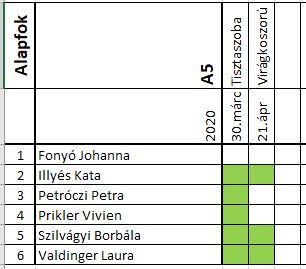 Alapfok
A5
2020
30.márc Tisztaszoba
21.ápr Virágkoszorú
1 Fonyó Johanna
2 Illyés Kata
3 Petróczi Petra
4 Prikler Vivien
5 Szilvágyi Borbála
6 Valdinger Laura